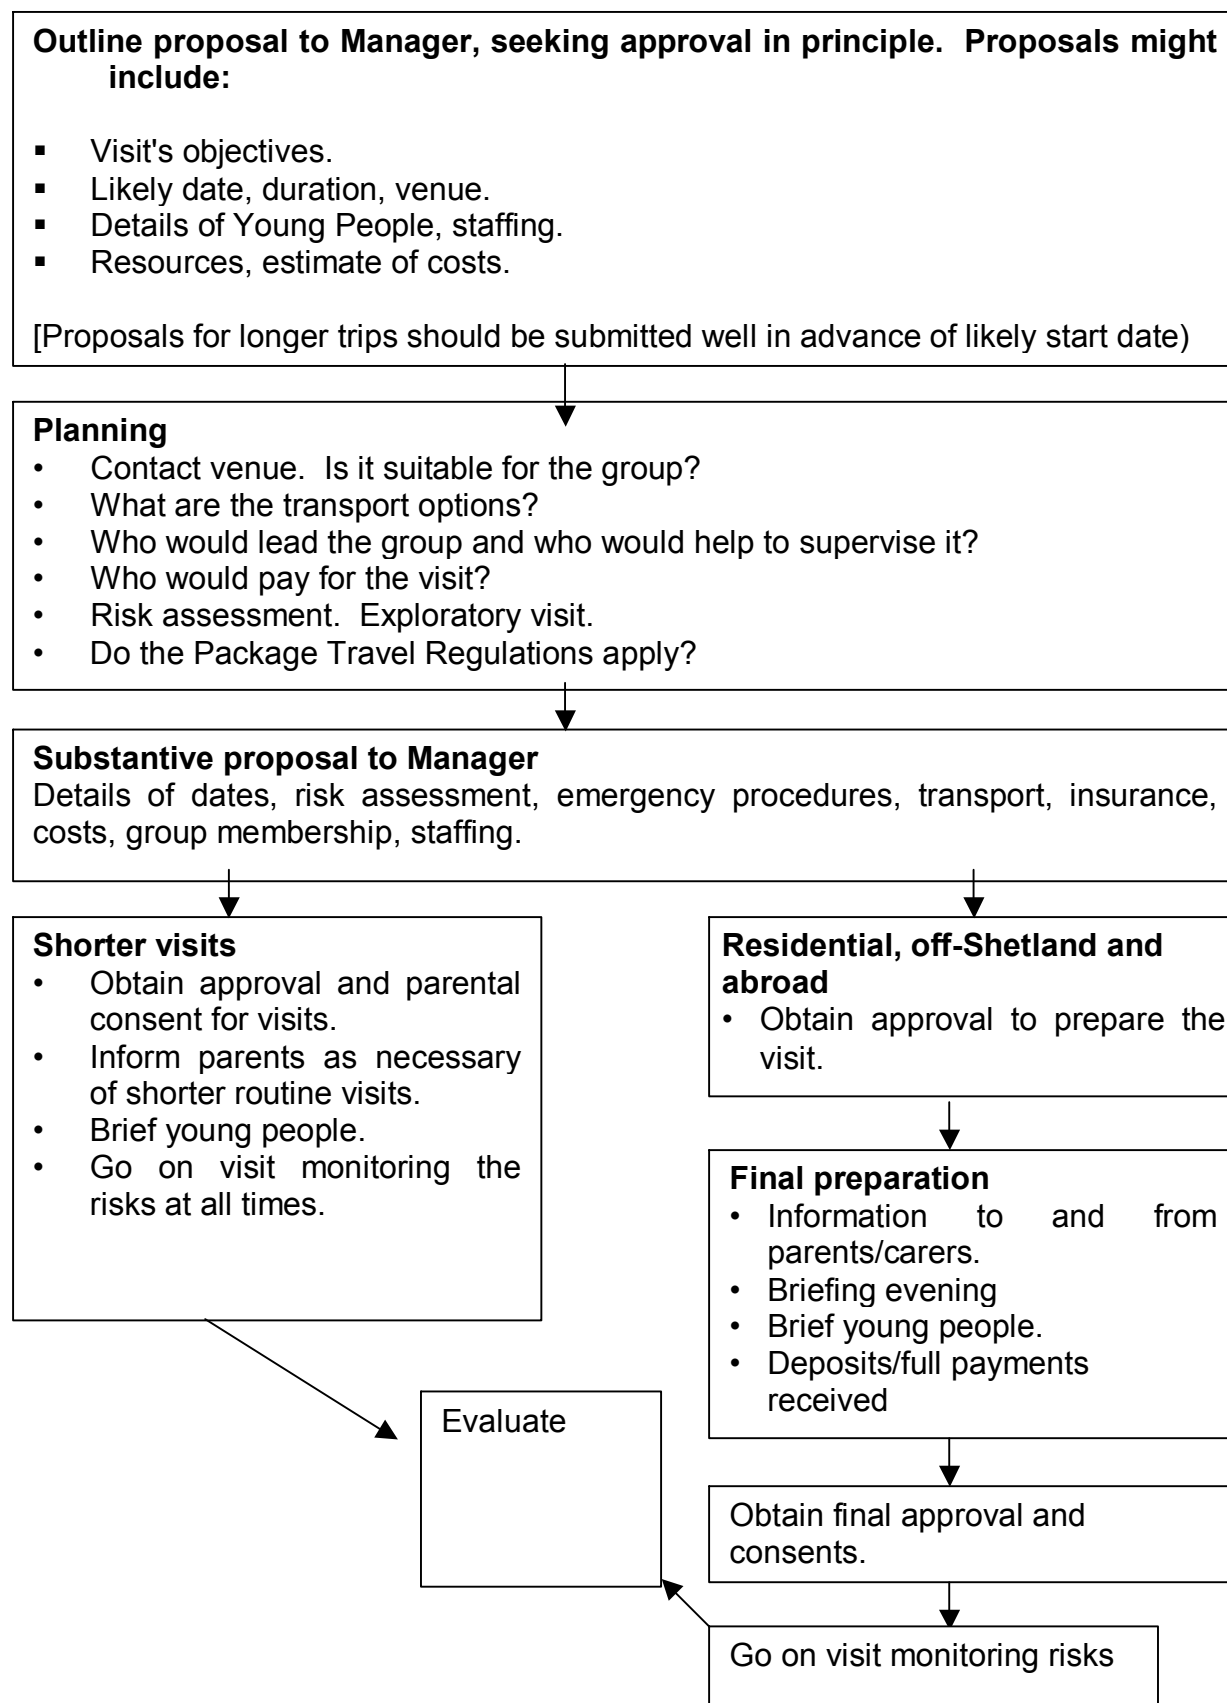 Outline proposal to Manager, seeking approval in principle. Proposals might
include:
▪ Visit's objectives.
▪ Likely date, duration, venue.
▪ Details of Young People, staffing.
▪ Resources, estimate of costs.
[Proposals for longer trips should be submitted well in advance of likely start date)
Planning
• Contact venue. Is it suitable for the group?
• What are the transport options?
• Who would lead the group and who would help to supervise it?
• Who would pay for the visit?
• Risk assessment. Exploratory visit.
• Do the Package Travel Regulations apply?
Substantive proposal to Manager
Details of dates, risk assessment, emergency procedures, transport, insurance,
costs, group membership, staffing.
Shorter visits
• Obtain approval and parental
consent for visits.
• Inform parents as necessary
of shorter routine visits.
• Brief young people.
• Go on visit monitoring the
risks at all times.
Residential, off-Shetland and
abroad
• Obtain approval to prepare the
visit.
Final preparation
• Information to and from
parents/carers.
• Briefing evening
• Brief young people.
• Deposits/full payments
received
Obtain final approval and
consents.
Go on visit monitoring risks
Evaluate